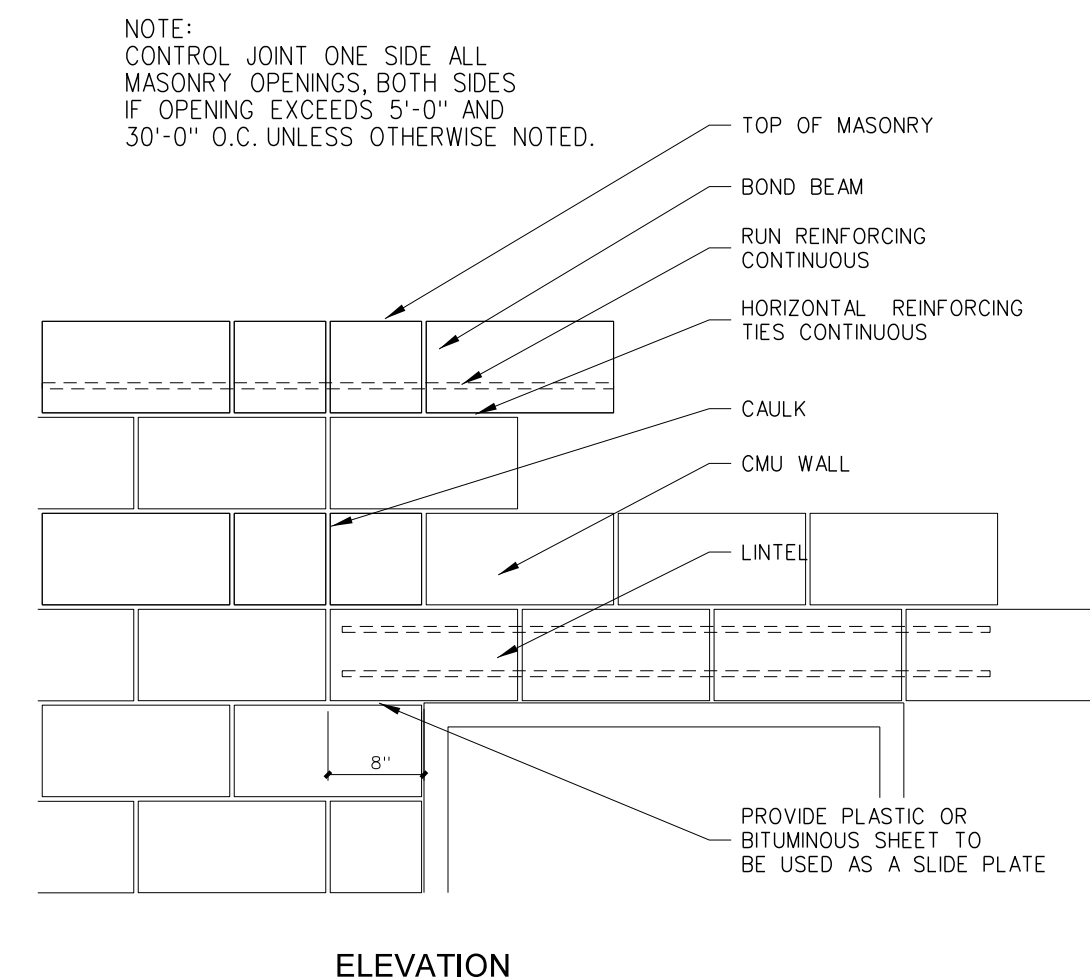 NOTE:
CONTROL JOINT ONE SIDE ALL
MASONRY OPENINGS, BOTH SIDES
IF OPENING EXCEEDS 5'-0" AND
30'-0" O.C. UNLESS OTHERWISE NOTED.
TOP OF MASONRY
BOND BEAM
RUN REINFORCING
CONTINUOUS
HORIZONTAL REINFORCING
TIES CONTINUOUS
CAULK
CMU WALL
LINTEL
8"
PROVIDE PLASTIC OR
BITUMINOUS SHEET TO
BE USED AS A SLIDE PLATE
ELEVATION